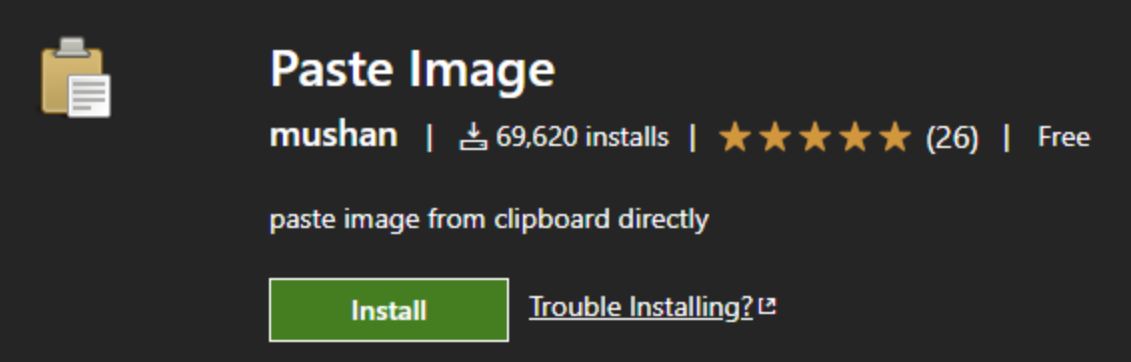 Paste Image
mushan | 69,620 installs | ★★★★★ (26) | Free
paste image from clipboard directly
Install Trouble Installing?